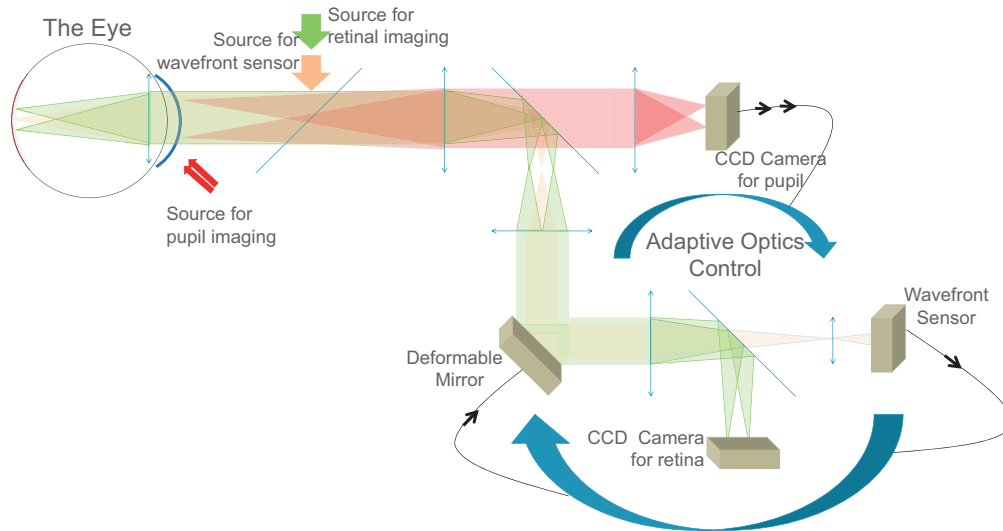 The Eye
Source for
retinal imaging
Source for
wavefront sensor
Source for
pupil imaging
CCD Camera
for pupil
Adaptive Optics
Control
Wavefront
Sensor
Deformable
Mirror
CCD Camera
for retina